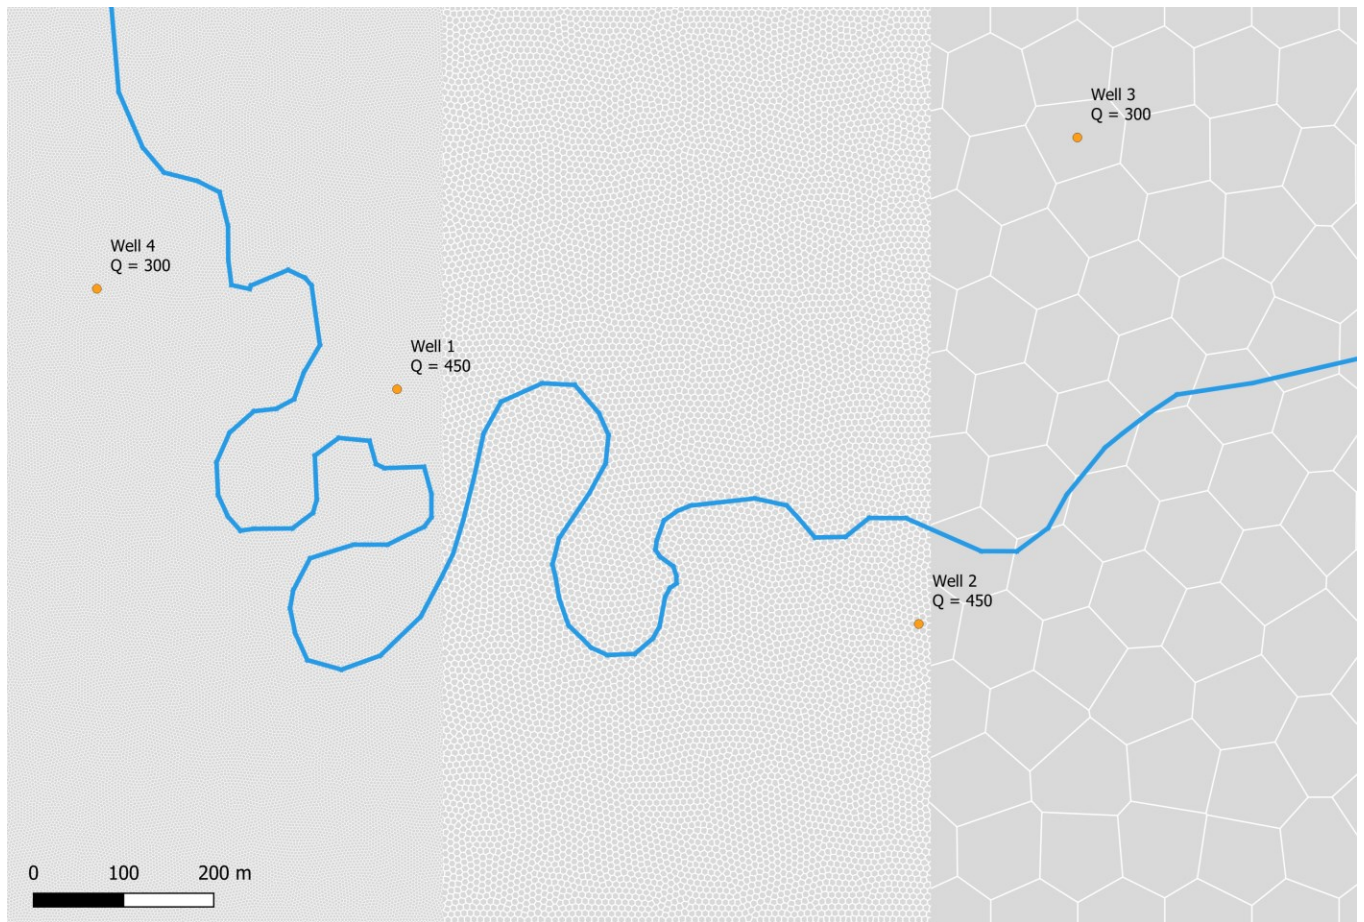 Well 3
Q = 300
Well 4
Q = 300
Well 1
Q = 450
Well 2
Q = 450
0 100 200 m